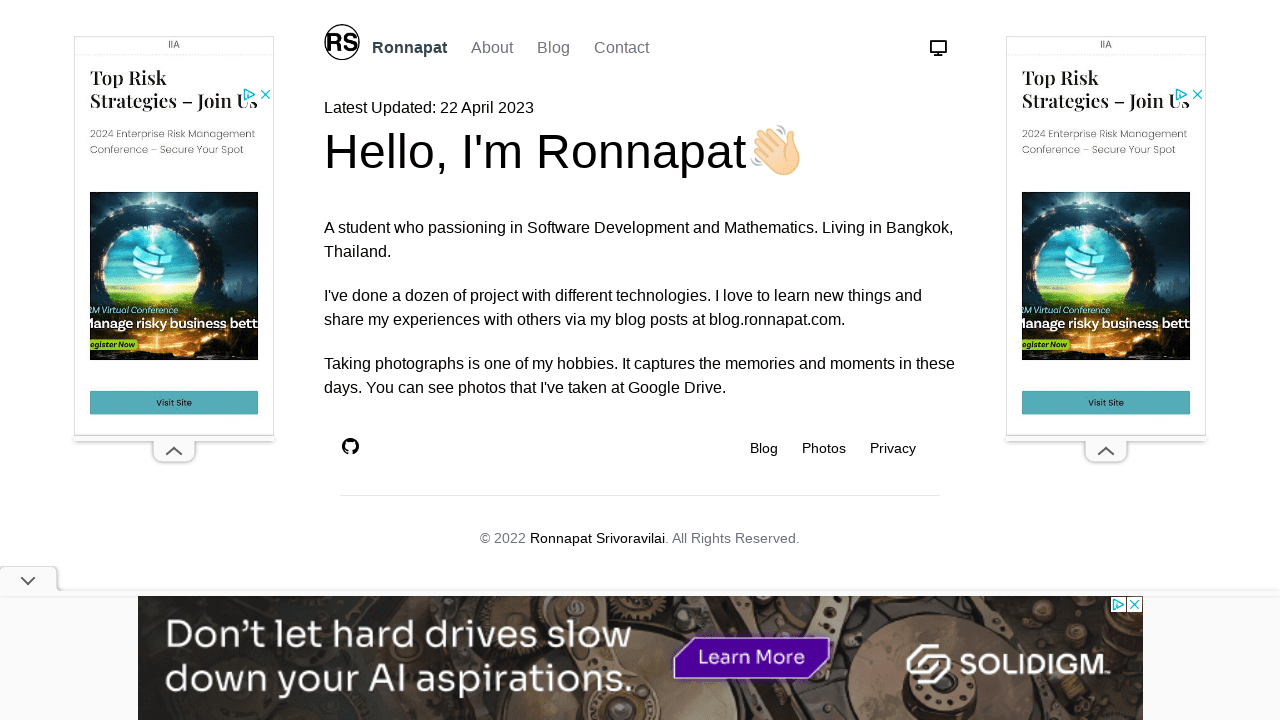 RS
Ronnapat
About
Blog
Contact
Latest Updated: 22 April 2023
Hello, I'm Ronnapat
A student who passioning in Software Development and Mathematics. Living in Bangkok,
Thailand.
I've done a dozen of project with different technologies. I love to learn new things and
share my experiences with others via my blog posts at blog.ronnapat.com.
Taking photographs is one of my hobbies. It captures the memories and moments in these
days. You can see photos that I've taken at Google Drive.
Blog
Photos
Privacy
© 2022 Ronnapat Srivoravilai. All Rights Reserved.
IIA
Top Risk
Strategies – Join Us
2024 Enterprise Risk Management
Conference – Secure Your Spot
RM Virtual Conference
Manage risky business bett
Register Now
Visit Site
IIA
Top Risk
Strategies – Join Us
2024 Enterprise Risk Management
Conference – Secure Your Spot
RM Virtual Conference
Manage risky business bett
Register Now
Visit Site
Don't let hard drives slow
down your AI aspirations.
Learn More
SOLIDIGM.